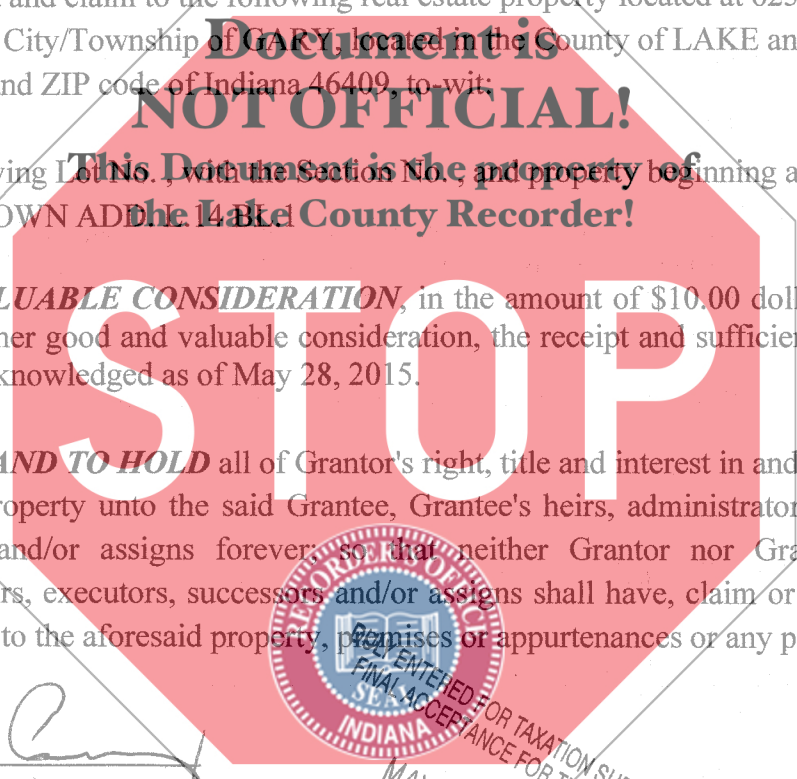 and claim to the following real estate property located at
Document is
City/Township of GARY, located in the County of LAKE an
nd ZIP code of Indiana 46409, to-wit:
NOT OFFICIAL!
ving Lot No. , with the Section No. , and property beginning a
This Document is the property of
OWN ADD. L. 14 BL.1
the Lake County Recorder!
LUABLE CONSIDERATION, in the amount of $10.00 doll
her good and valuable consideration, the receipt and sufficien
knowledged as of May 28, 2015.
STOP
AND TO HOLD all of Grantor's right, title and interest in and
roperty unto the said Grantee, Grantee's heirs, administrator
and/or assigns forever; so that neither Grantor nor Gra
rs, executors, successors and/or assigns shall have, claim or
to the aforesaid property, premises or appurtenances or any p
RECORDER'S OFFICE
SEAL
INDIANA
DULY ENTERED FOR TAXATION SU
FINAL ACCEPTANCE FOR T